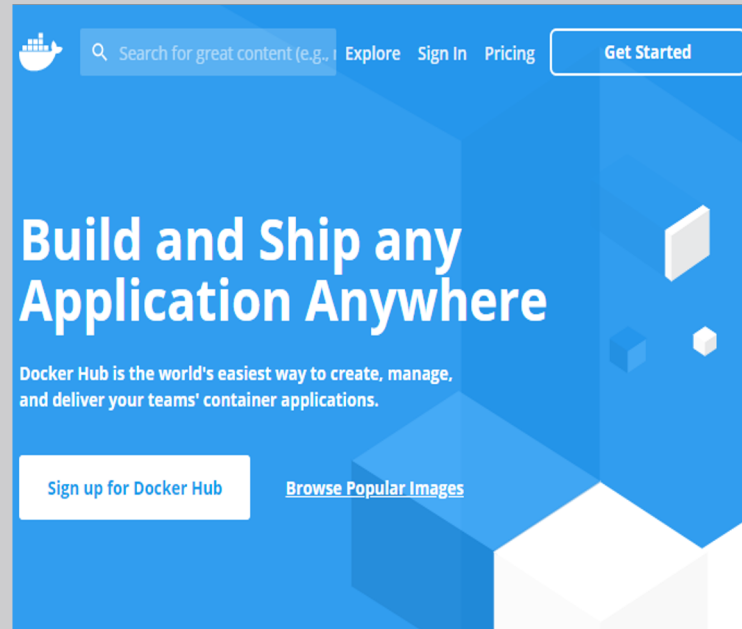 Search for great content (e.g.,
Explore
Sign In
Pricing
Get Started
Build and Ship any
Application Anywhere
Docker Hub is the world's easiest way to create, manage,
and deliver your teams' container applications.
Sign up for Docker Hub
Browse Popular Images